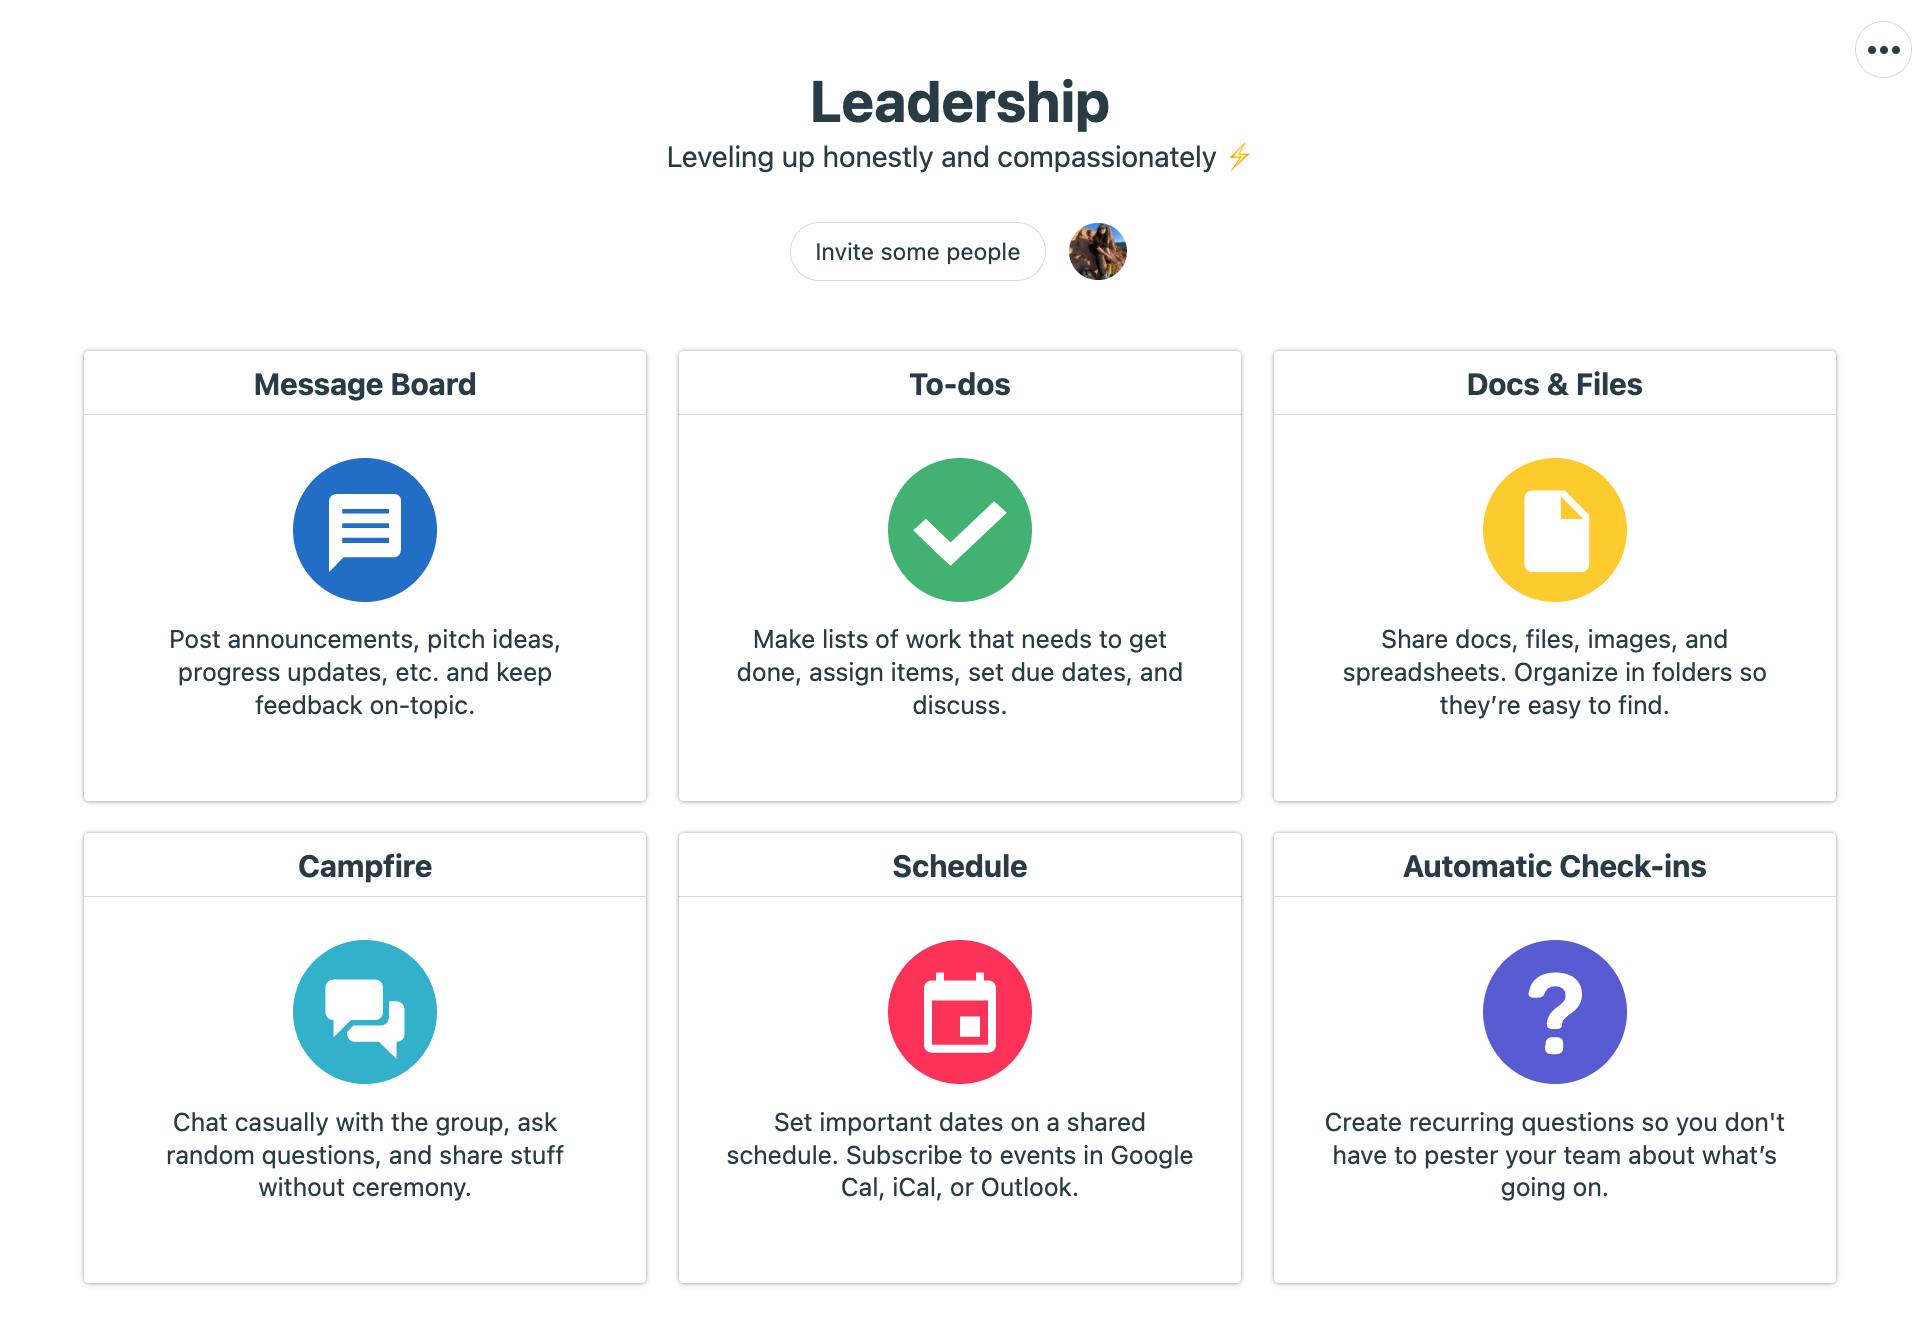 Leadership
Leveling up honestly and compassionately ⚡
Invite some people
Message Board
Post announcements, pitch ideas,
progress updates, etc. and keep
feedback on-topic.
To-dos
Make lists of work that needs to get
done, assign items, set due dates, and
discuss.
Docs & Files
Share docs, files, images, and
spreadsheets. Organize in folders so
they’re easy to find.
Campfire
Chat casually with the group, ask
random questions, and share stuff
without ceremony.
Schedule
Set important dates on a shared
schedule. Subscribe to events in Google
Cal, iCal, or Outlook.
Automatic Check-ins
Create recurring questions so you don't
have to pester your team about what’s
going on.